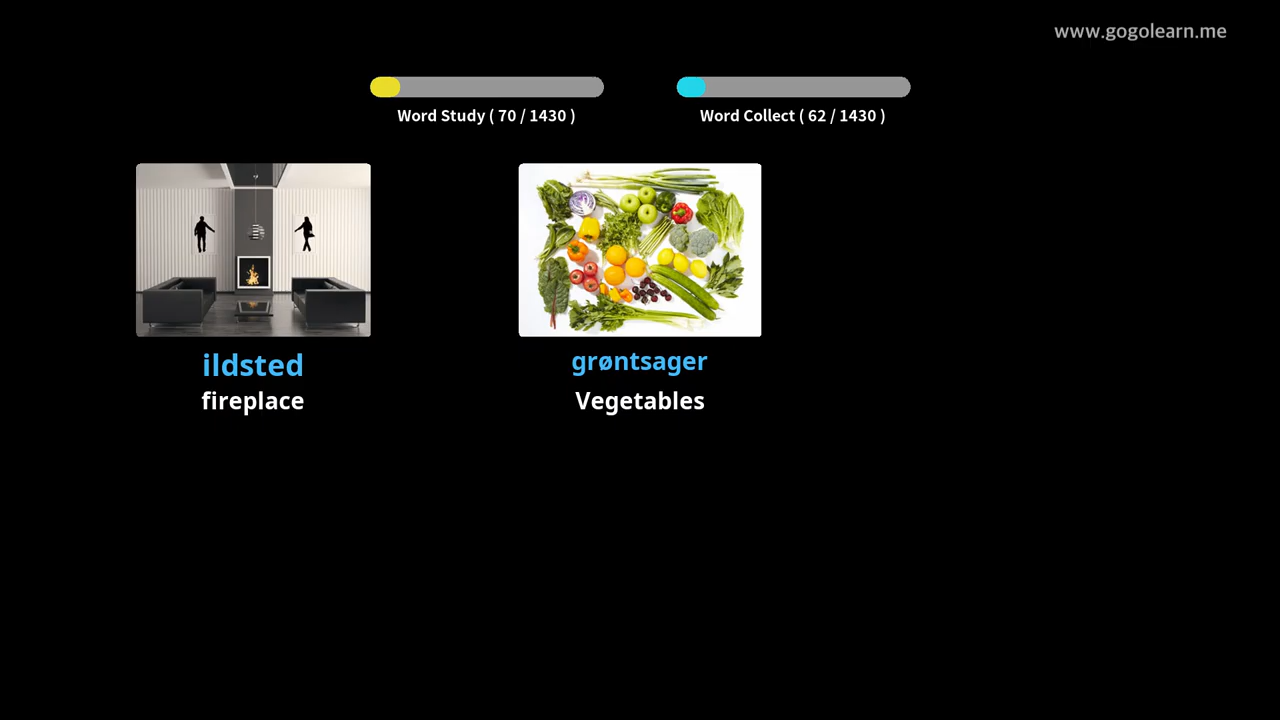 www.gogolearn.me
Word Study ( 70 / 1430 )
Word Collect ( 62 / 1430 )
ildsted
fireplace
grøntsager
Vegetables